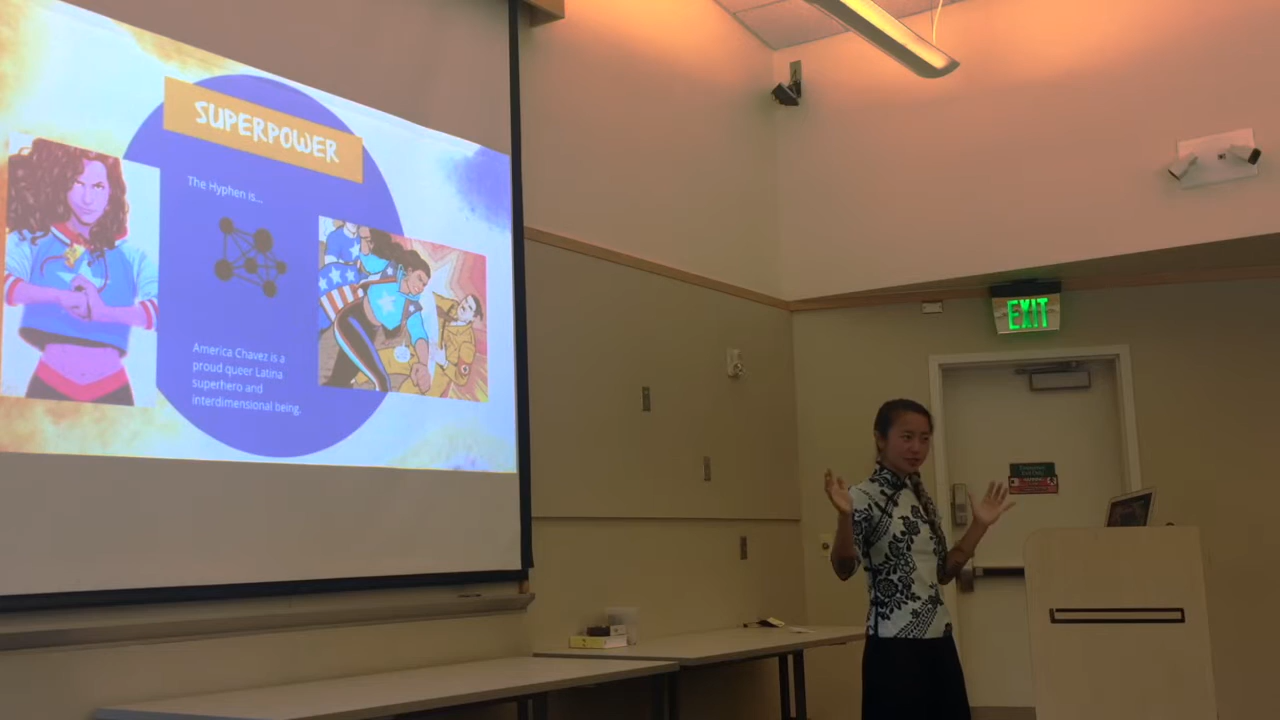 SUPERPOWER
The Hyphen is...
America Chavez is a
proud queer Latina
superhero and
interdimensional being.
EXIT